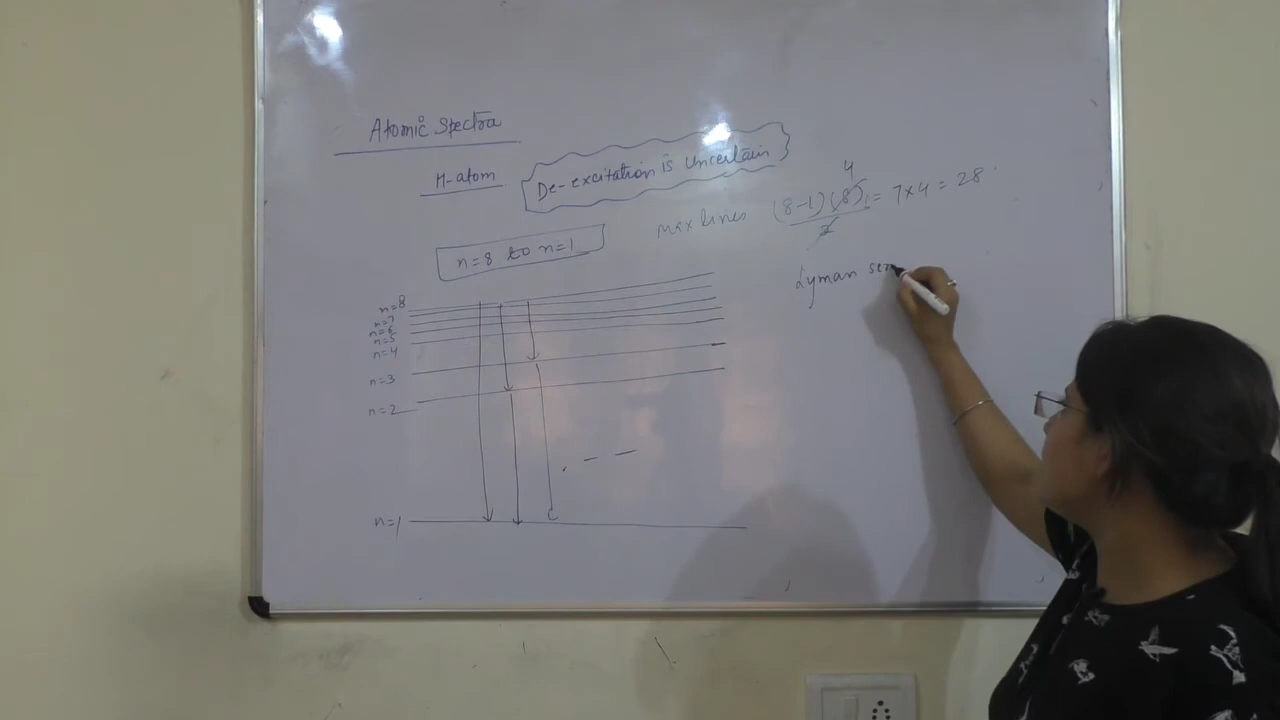 Atomic Spectra
H-atom
De-excitation is Uncertain
max lines (8-1)(8)/2 = 7×4 = 28
4
n=8 to n=1
Lyman ser
n=8
n=7
n=6
n=5
n=4
n=3
n=2
n=1